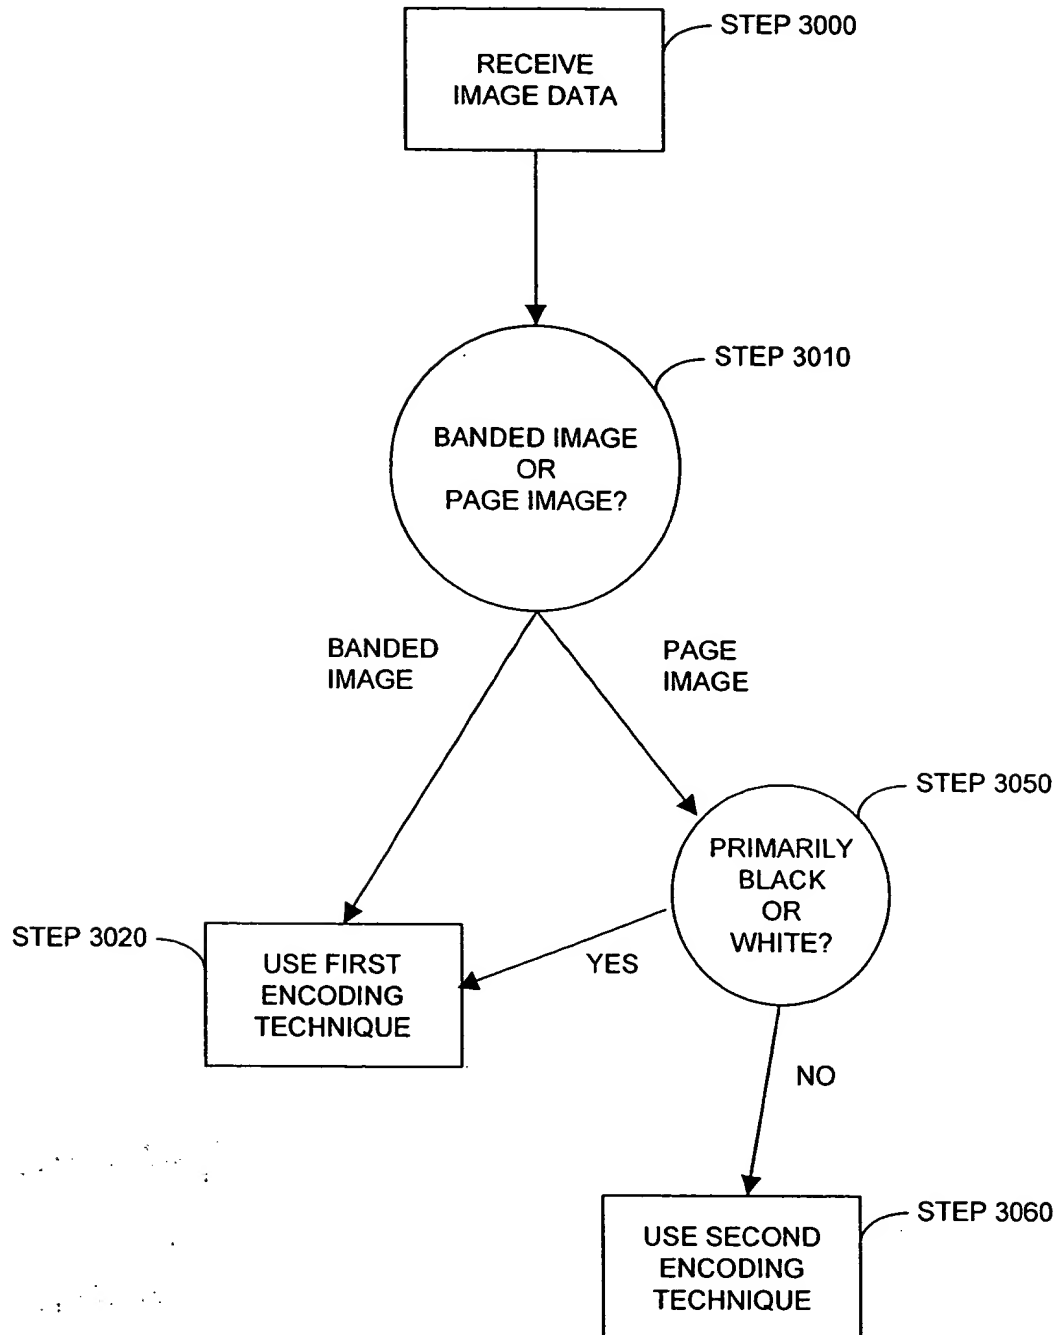 STEP 3000
RECEIVE
IMAGE DATA
STEP 3010
BANDED IMAGE
OR
PAGE IMAGE?
BANDED
IMAGE
PAGE
IMAGE
STEP 3050
PRIMARILY
BLACK
OR
WHITE?
STEP 3020
USE FIRST
ENCODING
TECHNIQUE
YES
NO
STEP 3060
USE SECOND
ENCODING
TECHNIQUE